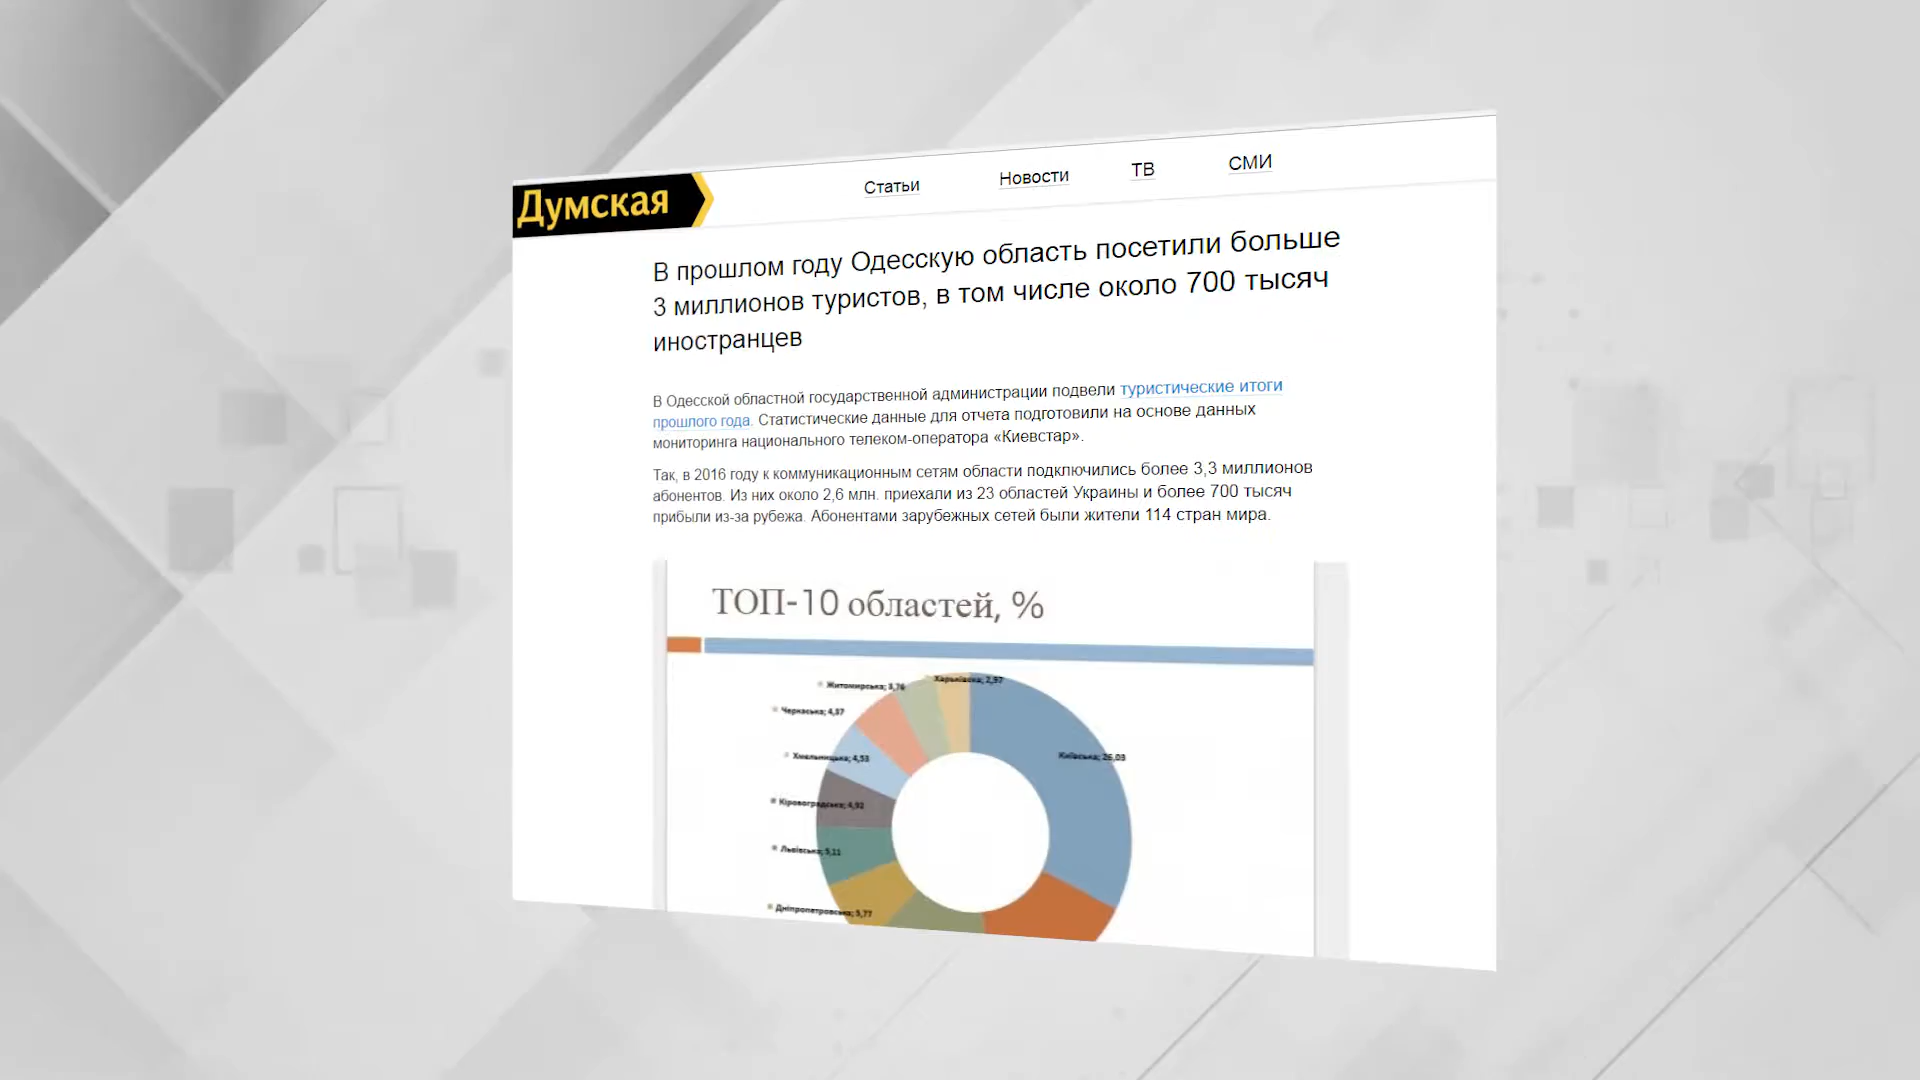 Думская
Статьи
Новости
ТВ
СМИ
В прошлом году Одесскую область посетили больше
3 миллионов туристов, в том числе около 700 тысяч
иностранцев
В Одесской областной государственной администрации подвели туристические итоги
прошлого года. Статистические данные для отчета подготовили на основе данных
мониторинга национального телеком-оператора «Киевстар».
Так, в 2016 году к коммуникационным сетям области подключились более 3,3 миллионов
абонентов. Из них около 2,6 млн. приехали из 23 областей Украины и более 700 тысяч
прибыли из-за рубежа. Абонентами зарубежных сетей были жители 114 стран мира.
ТОП-10 областей, %
Харьківська; 2,97
Житомирська; 3,76
Черкаська; 4,37
Київська; 26,03
Хмельницька; 4,53
Кіровоградська; 4,92
Львівська; 5,11
Дніпропетровська; 5,77